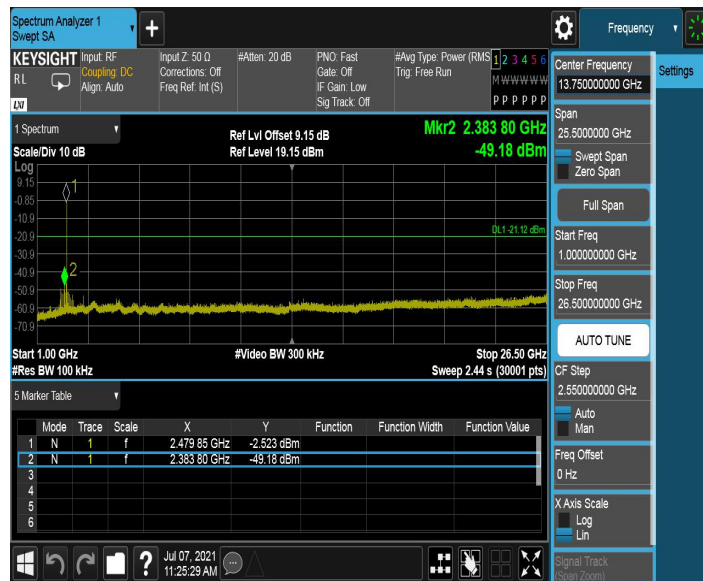 Spectrum Analyzer 1
Swept SA
+
Frequency
KEYSIGHT
RL
LXI
Input: RF
Coupling: DC
Align: Auto
Input Z: 50 Ω
Corrections: Off
Freq Ref: Int (S)
#Atten: 20 dB
PNO: Fast
Gate: Off
IF Gain: Low
Sig Track: Off
#Avg Type: Power (RMS
Trig: Free Run
1 2 3 4 5 6
M W W W W W
P P P P P P
1 Spectrum
Scale/Div 10 dB
Ref Lvl Offset 9.15 dB
Ref Level 19.15 dBm
Mkr2 2.383 80 GHz
-49.18 dBm
Log
9.15
-0.85
-10.9
-20.9
-30.9
-40.9
-50.9
-60.9
-70.9
1
2
DL1 -21.12 dBm
Start 1.00 GHz
#Res BW 100 kHz
#Video BW 300 kHz
Stop 26.50 GHz
Sweep 2.44 s (30001 pts)
5 Marker Table
Mode Trace Scale X Y Function Function Width Function Value
1 N 1 f 2.479 85 GHz -2.523 dBm
2 N 1 f 2.383 80 GHz -49.18 dBm
3
4
5
6
Jul 07, 2021
11:25:29 AM
Center Frequency
13.750000000 GHz
Span
25.5000000 GHz
Swept Span
Zero Span
Full Span
Start Freq
1.000000000 GHz
Stop Freq
26.500000000 GHz
AUTO TUNE
CF Step
2.550000000 GHz
Auto
Man
Freq Offset
0 Hz
X Axis Scale
Log
Lin
Signal Track
(Span Zoom)
Settings